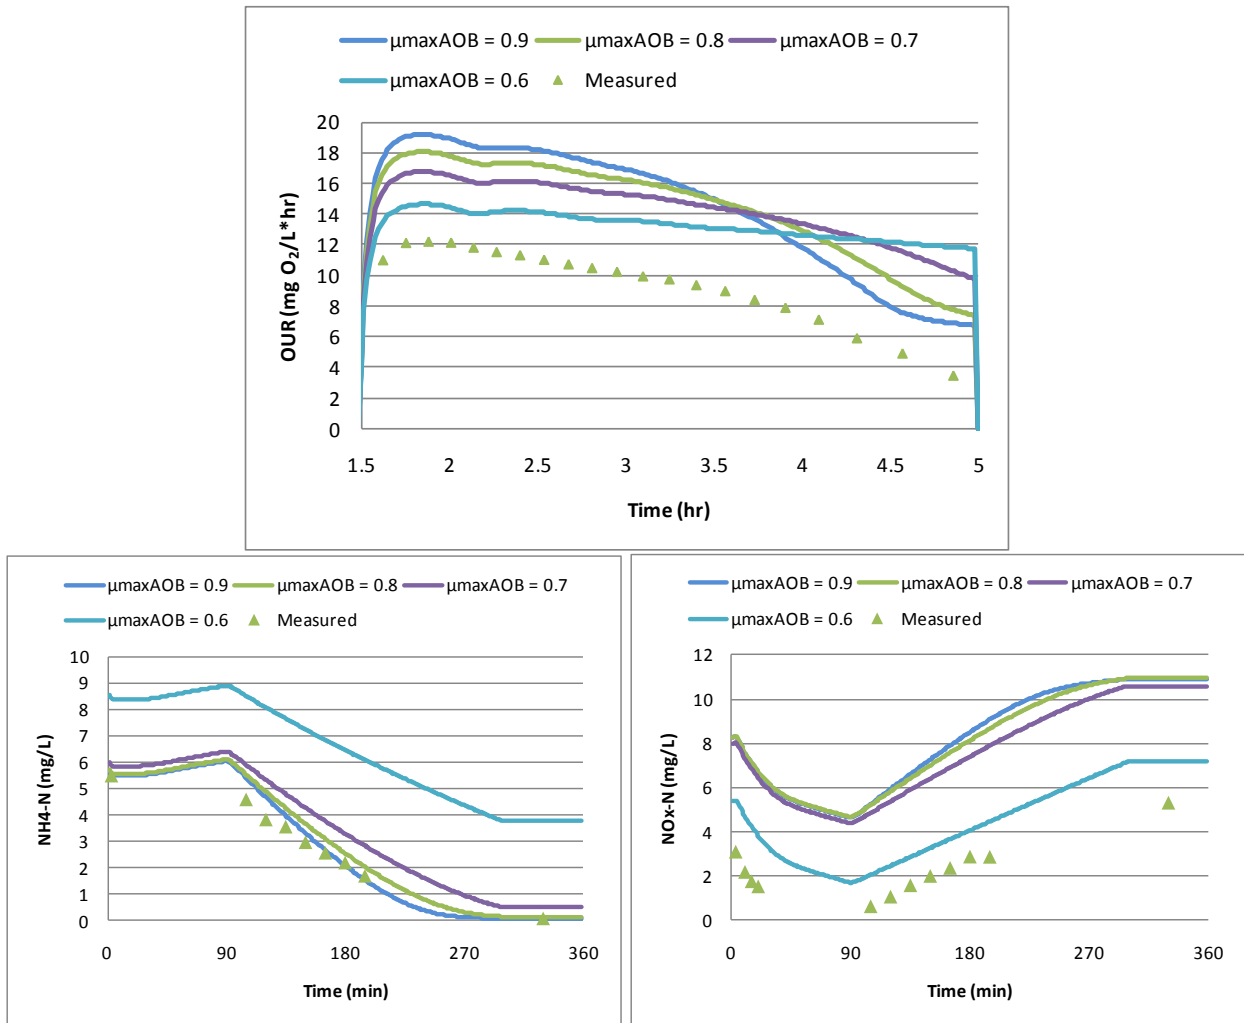 μmaxAOB = 0.9 μmaxAOB = 0.8 μmaxAOB = 0.7
μmaxAOB = 0.6 Measured
OUR (mg O₂/L*hr)
20
18
16
14
12
10
8
6
4
2
0
1.5 2 2.5 3 3.5 4 4.5 5
Time (hr)
μmaxAOB = 0.9 μmaxAOB = 0.8 μmaxAOB = 0.7
μmaxAOB = 0.6 Measured
NH4-N (mg/L)
10
9
8
7
6
5
4
3
2
1
0
0 90 180 270 360
Time (min)
μmaxAOB = 0.9 μmaxAOB = 0.8 μmaxAOB = 0.7
μmaxAOB = 0.6 Measured
NOx-N (mg/L)
12
10
8
6
4
2
0
0 90 180 270 360
Time (min)